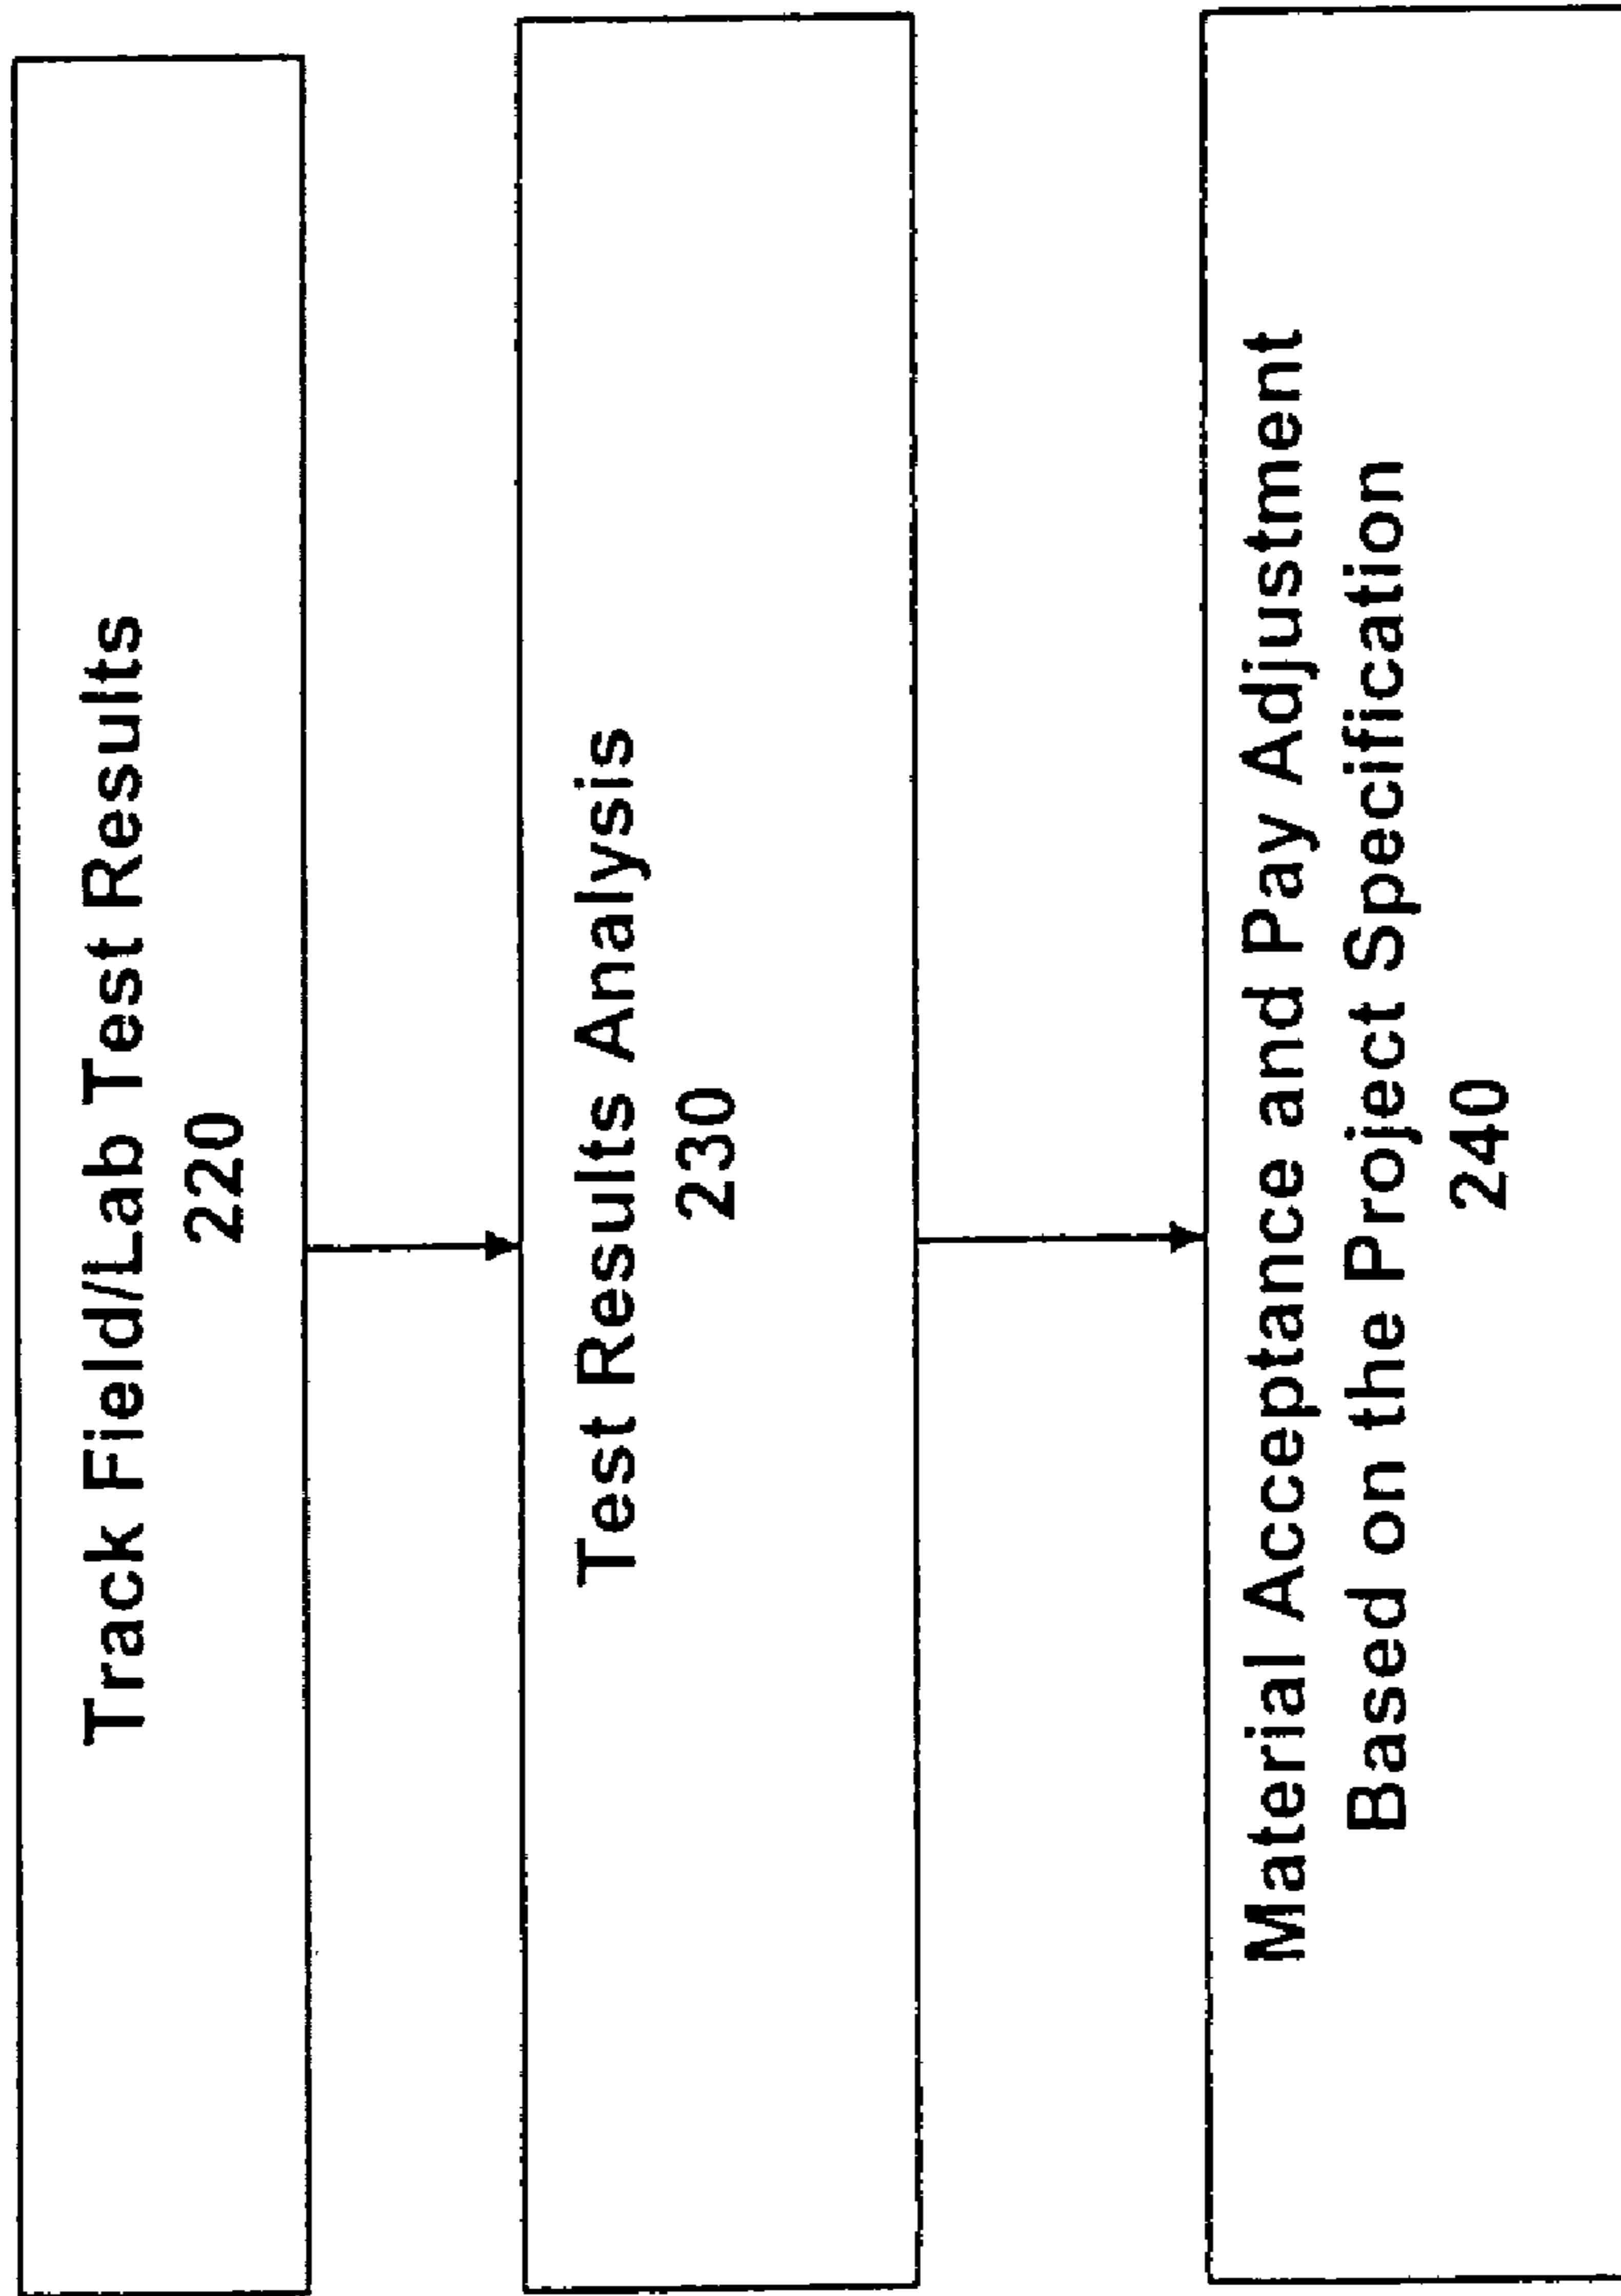 Track Field/Lab Test Results
220
Test Results Analysis
230
Material Acceptance and Pay Adjustment
Based on the Project Specification
240